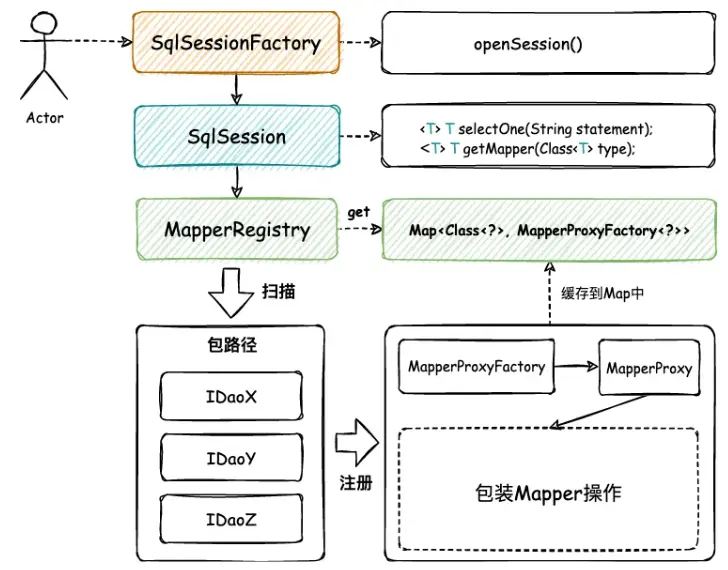 SqlSessionFactory
openSession()
Actor
SqlSession
<T> T selectOne(String statement);
<T> T getMapper(Class<T> type);
MapperRegistry
get
Map<Class<?>, MapperProxyFactory<?>>
扫描
缓存到Map中
包路径
IDaoX
IDaoY
IDaoZ
注册
MapperProxyFactory
MapperProxy
包装Mapper操作